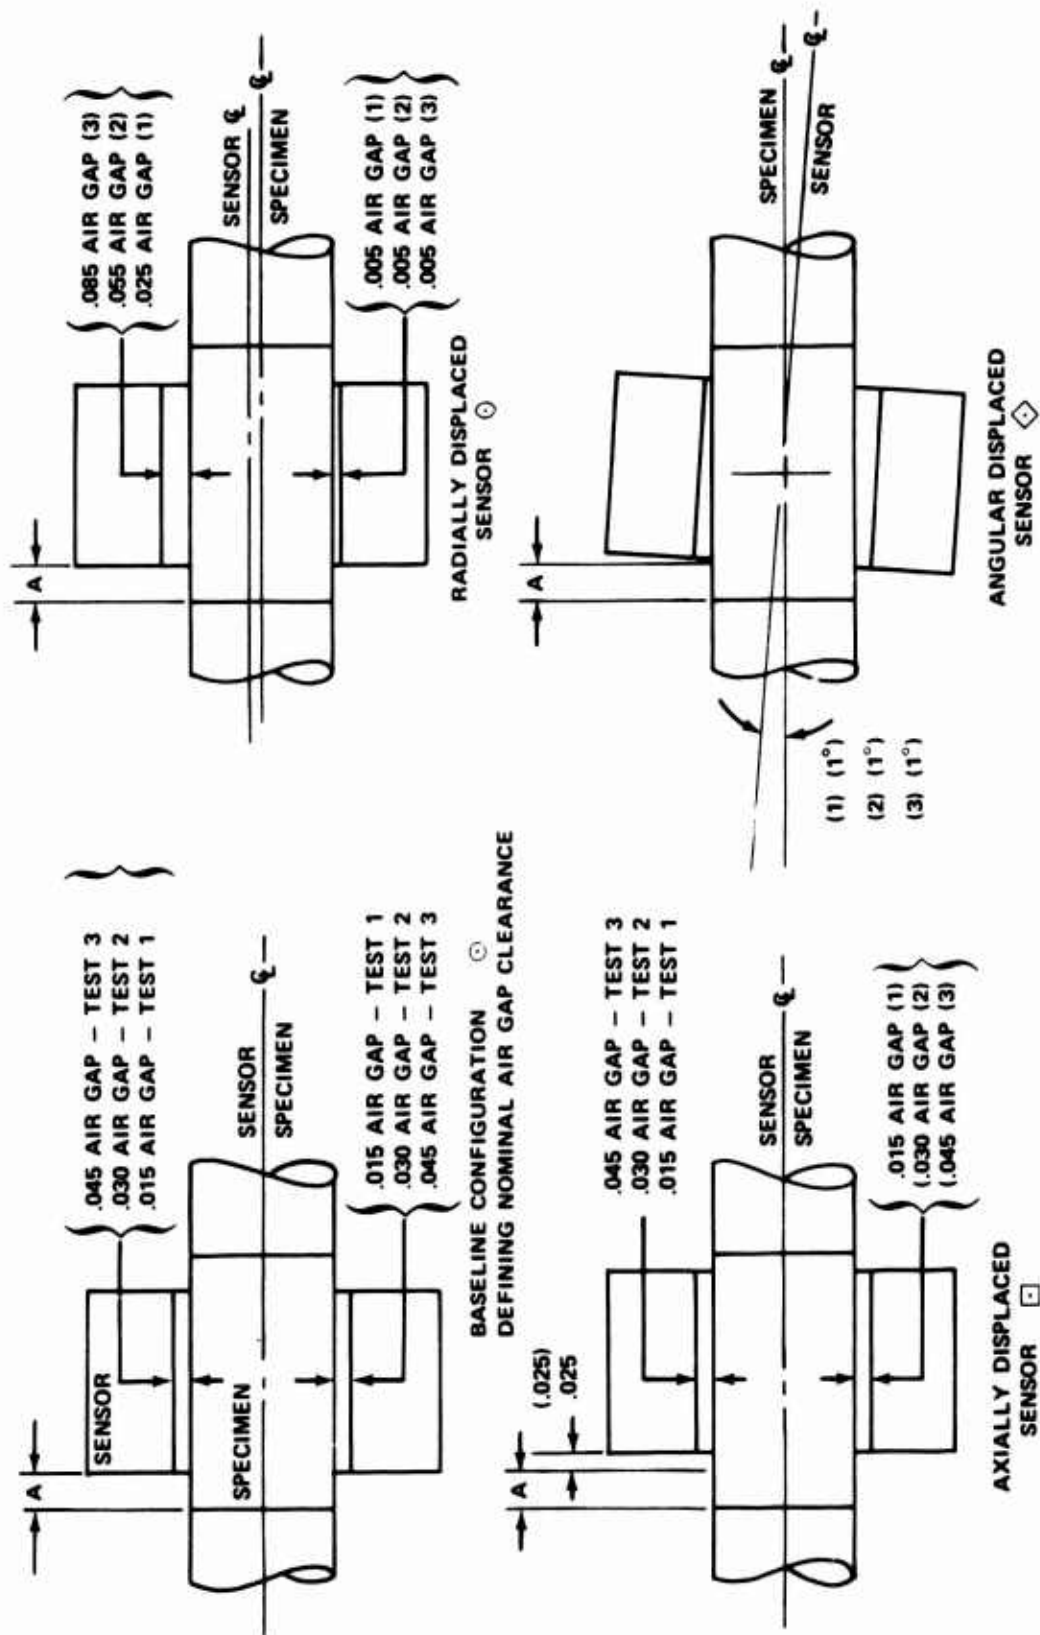 .045 AIR GAP – TEST 3
.030 AIR GAP – TEST 2
.015 AIR GAP – TEST 1
A
SENSOR
SENSOR
℄
SPECIMEN
SPECIMEN
.015 AIR GAP – TEST 1
.030 AIR GAP – TEST 2
.045 AIR GAP – TEST 3
BASELINE CONFIGURATION ⊙
DEFINING NOMINAL AIR GAP CLEARANCE
.085 AIR GAP (3)
.055 AIR GAP (2)
.025 AIR GAP (1)
A
SENSOR ℄
℄
SPECIMEN
.005 AIR GAP (1)
.005 AIR GAP (2)
.005 AIR GAP (3)
RADIALLY DISPLACED
SENSOR ⊙
A
(.025)
.025
.045 AIR GAP – TEST 3
.030 AIR GAP – TEST 2
.015 AIR GAP – TEST 1
SENSOR
℄
SPECIMEN
.015 AIR GAP (1)
(.030 AIR GAP (2)
(.045 AIR GAP (3)
AXIALLY DISPLACED
SENSOR ⊡
A
SPECIMEN ℄
SENSOR
℄
(1) (1°)
(2) (1°)
(3) (1°)
ANGULAR DISPLACED
SENSOR